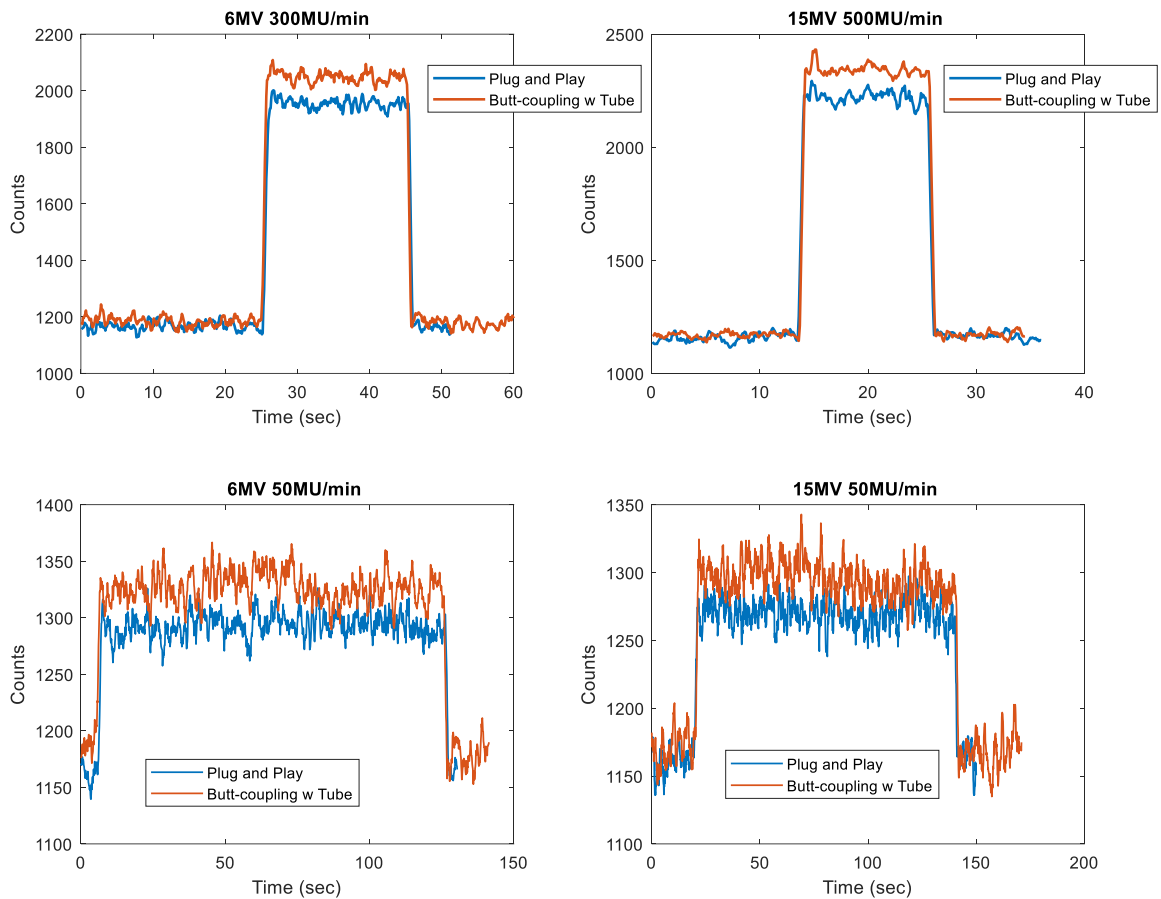 6MV 300MU/min
2200
2000
1800
1600
1400
1200
1000
Counts
0 10 20 30 40 50 60
Time (sec)
Plug and Play
Butt-coupling w Tube
15MV 500MU/min
2500
2000
2500
1000
Counts
0 10 20 30 40
Time (sec)
Plug and Play
Butt-coupling w Tube
6MV 50MU/min
1400
1350
1300
1250
1200
1150
1100
Counts
0 50 100 150
Time (sec)
Plug and Play
Butt-coupling w Tube
15MV 50MU/min
1350
1300
1250
1200
1150
1100
Counts
0 50 100 150 200
Time (sec)
Plug and Play
Butt-coupling w Tube